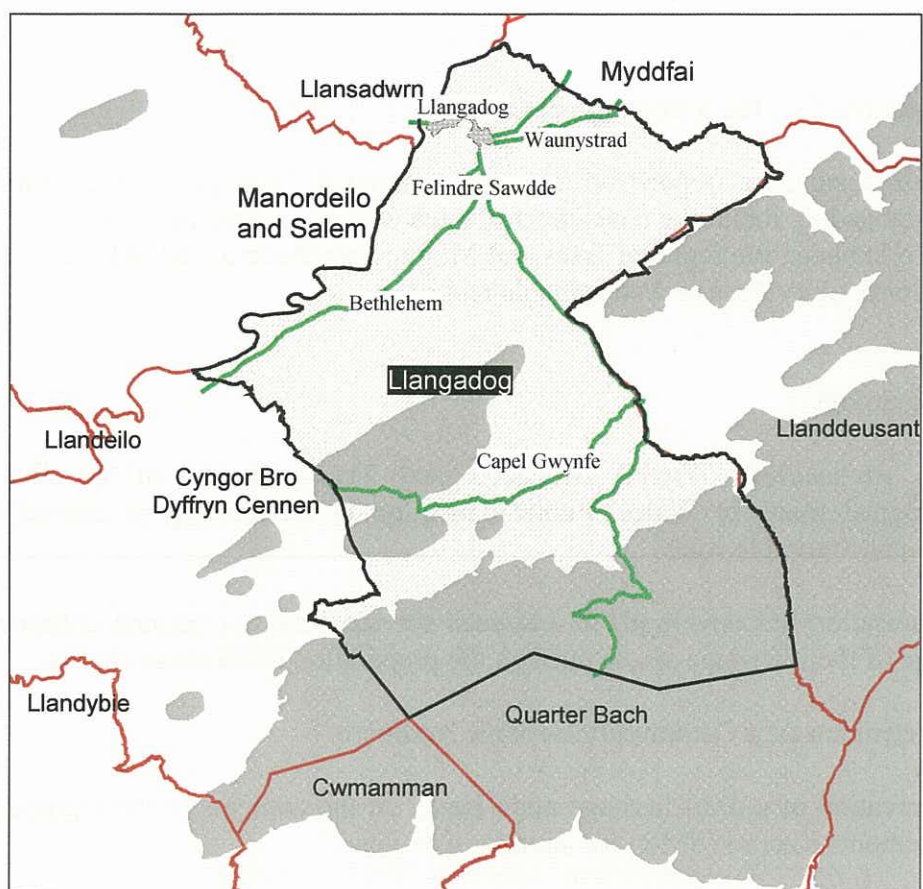 Myddfai
Llansadwrn
Llangadog
Waunystrad
Felindre Sawdde
Manordeilo
and Salem
Bethlehem
Llangadog
Llandeilo
Llanddeusant
Capel Gwynfe
Cyngor Bro
Dyffryn Cennen
Llandybie
Quarter Bach
Cwmamman